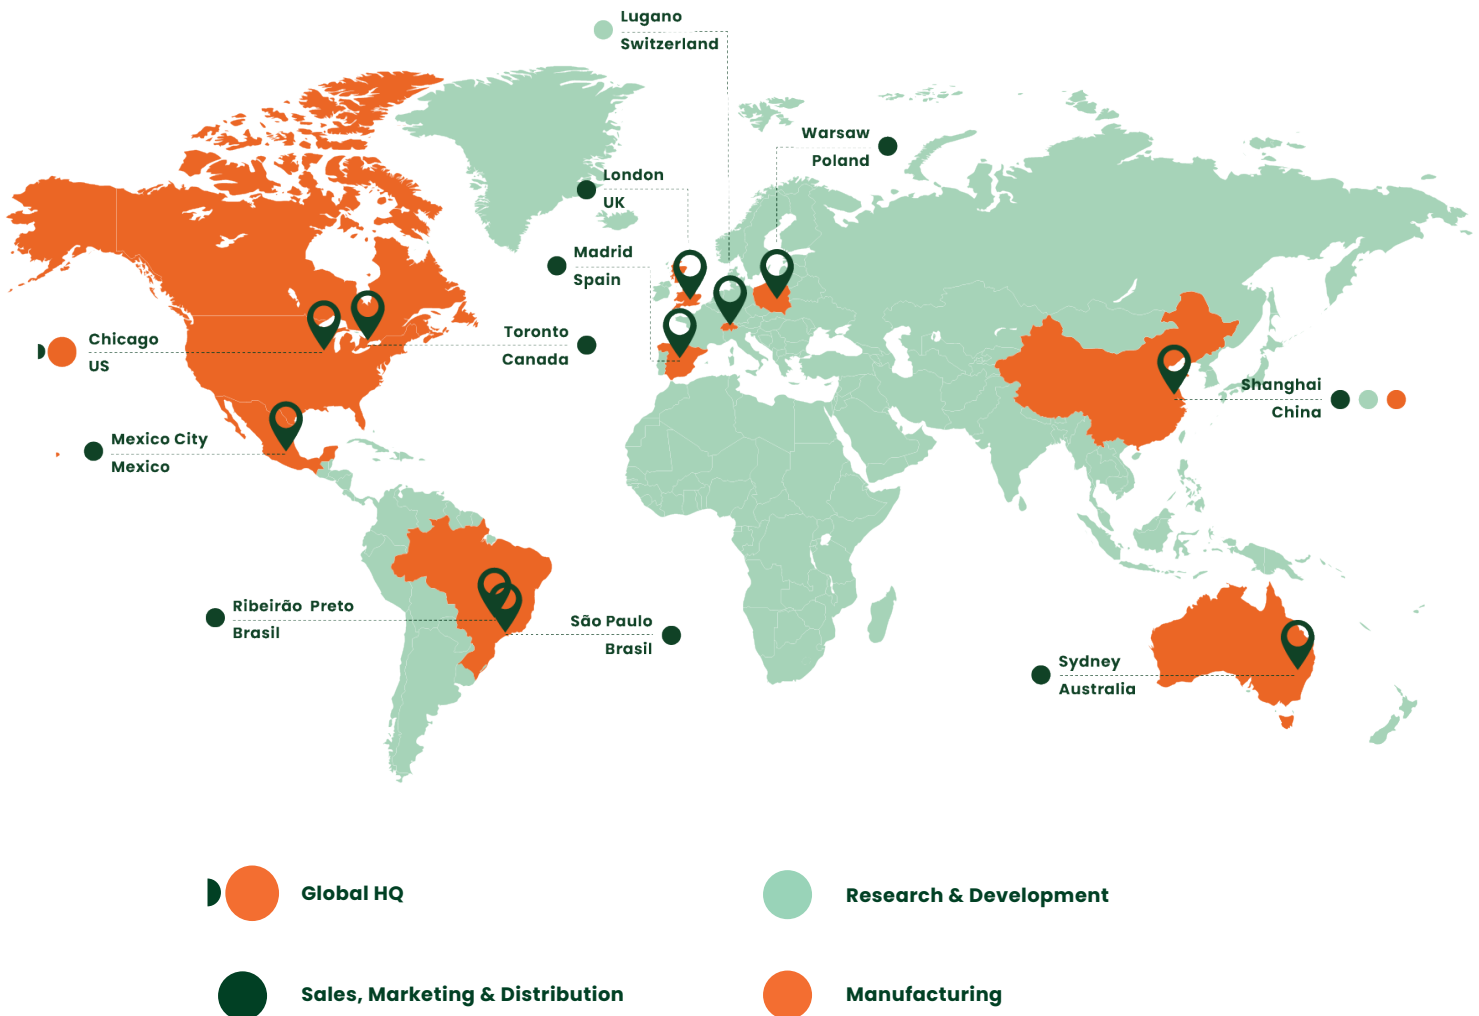 Lugano
Switzerland
Warsaw
Poland
London
UK
Madrid
Spain
Chicago
US
Toronto
Canada
Shanghai
China
Mexico City
Mexico
Ribeirão Preto
Brasil
São Paulo
Brasil
Sydney
Australia
Global HQ
Research & Development
Sales, Marketing & Distribution
Manufacturing